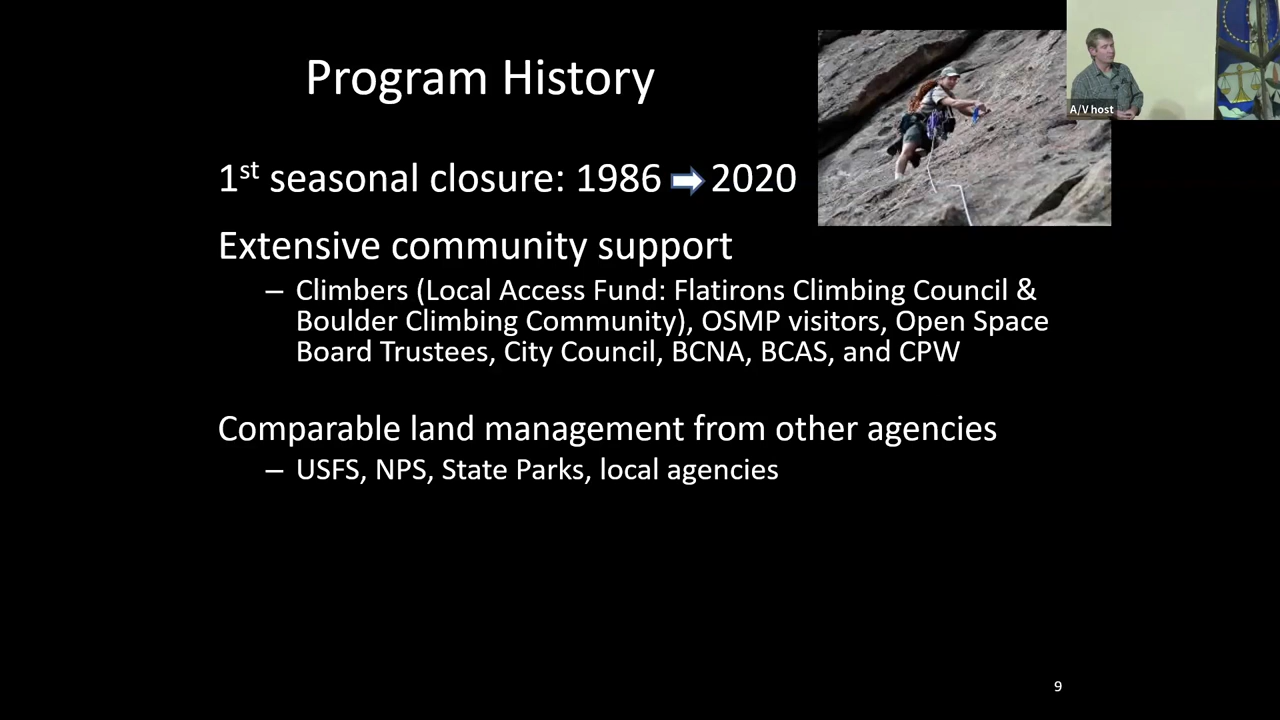 Program History
A/V host
1st seasonal closure: 1986 ➡ 2020
Extensive community support
– Climbers (Local Access Fund: Flatirons Climbing Council &
Boulder Climbing Community), OSMP visitors, Open Space
Board Trustees, City Council, BCNA, BCAS, and CPW
Comparable land management from other agencies
– USFS, NPS, State Parks, local agencies
9